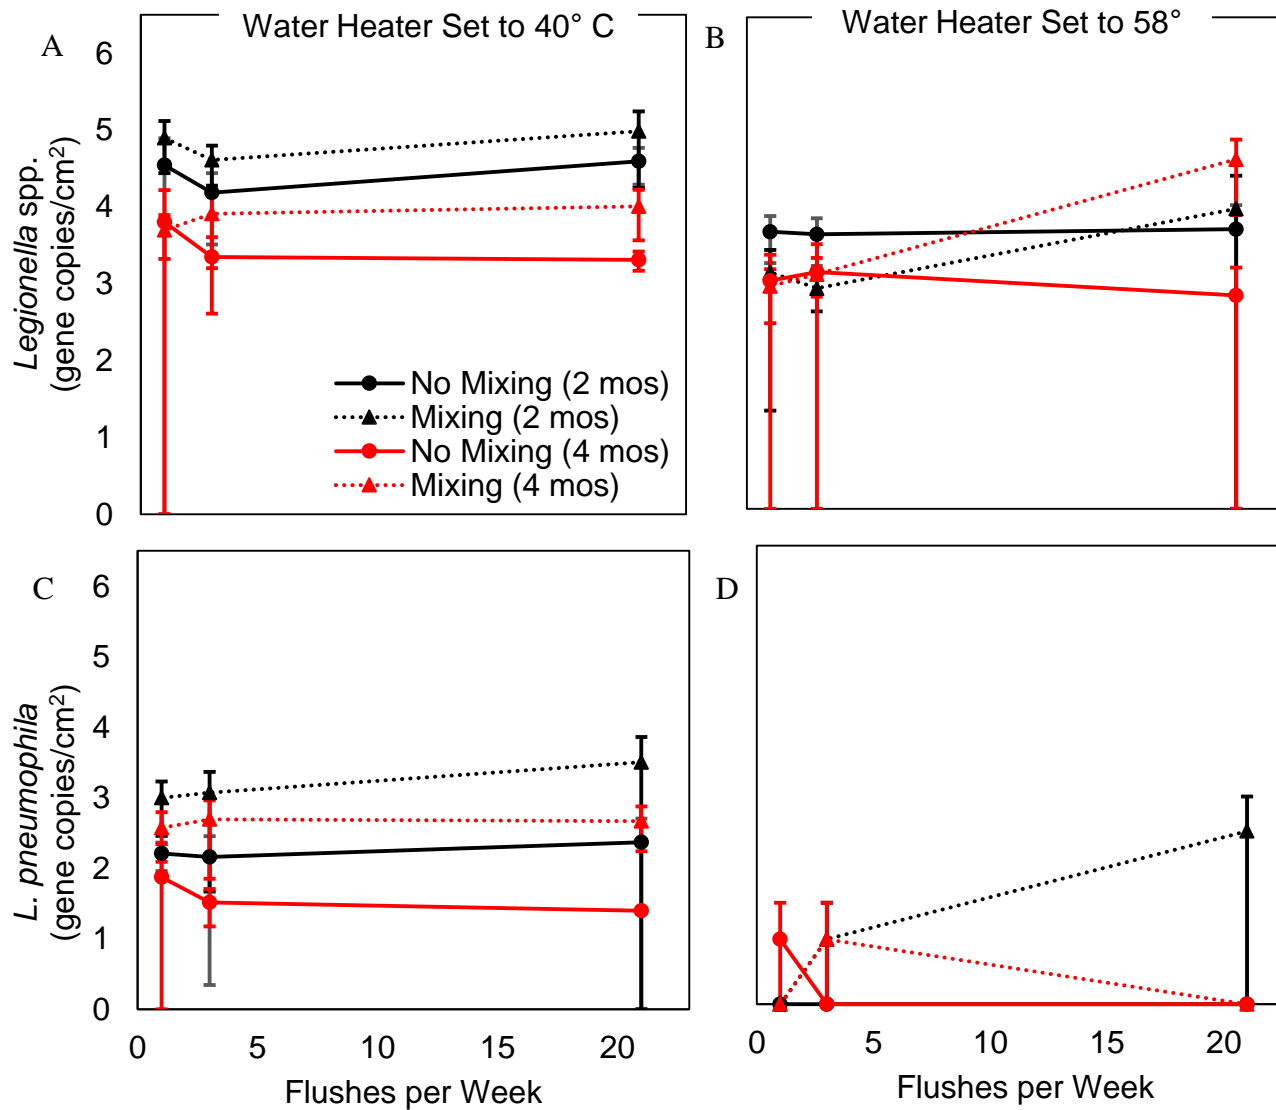 A
Water Heater Set to 40° C
B
Water Heater Set to 58°
6
5
4
3
2
1
0
Legionella spp.
(gene copies/cm²)
No Mixing (2 mos)
Mixing (2 mos)
No Mixing (4 mos)
Mixing (4 mos)
C
D
6
5
4
3
2
1
0
L. pneumophila
(gene copies/cm²)
0 5 10 15 20
Flushes per Week
0 5 10 15 20
Flushes per Week